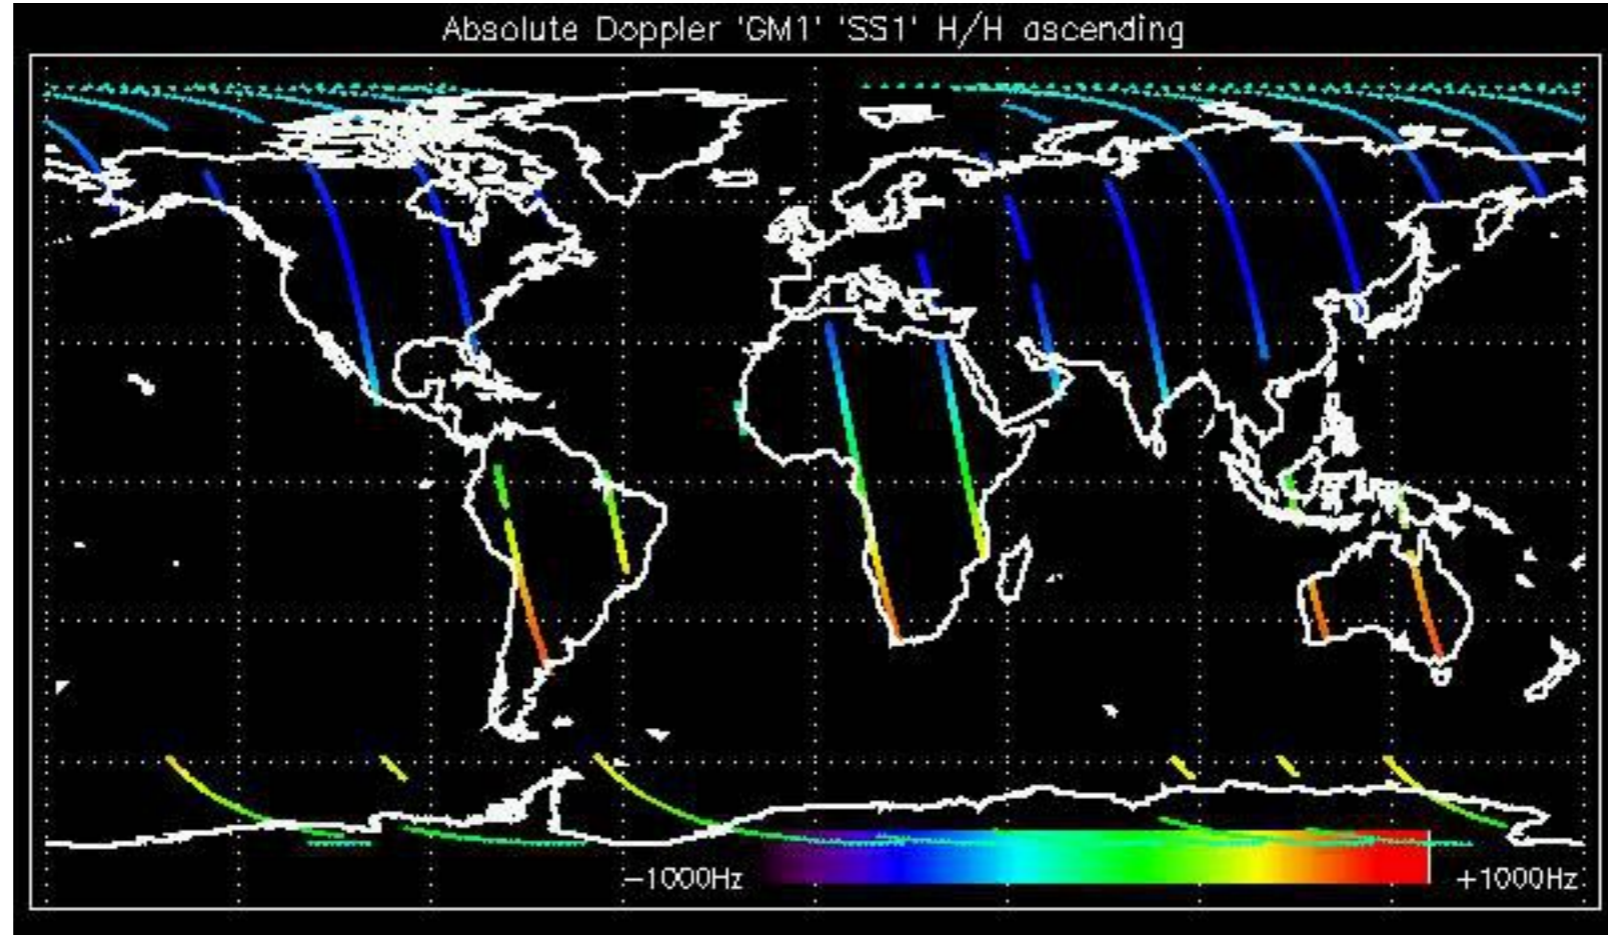 Absolute Doppler 'GM1' 'SS1' H/H ascending
−1000Hz +1000Hz